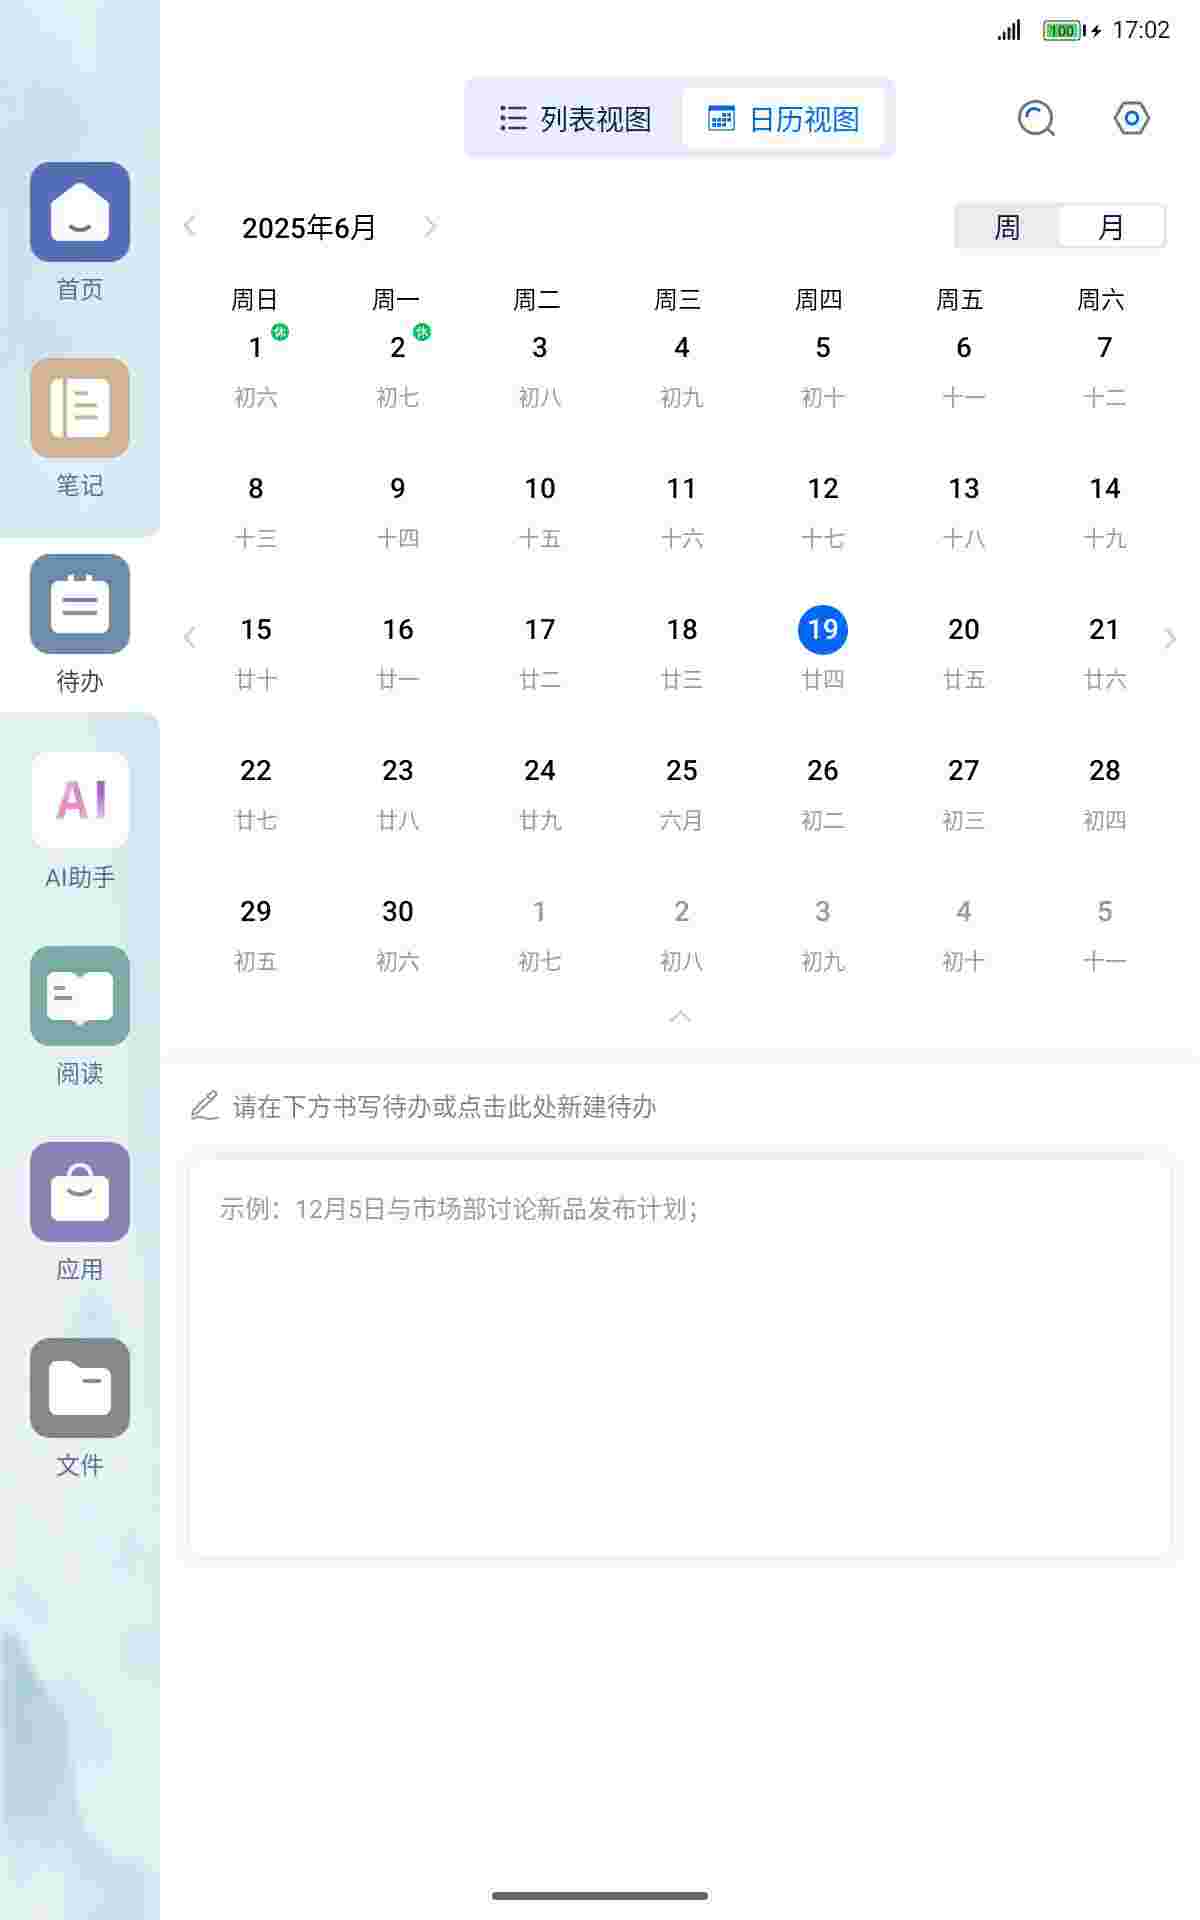 100 17:02
列表视图 日历视图
2025年6月 周 月
周日 周一 周二 周三 周四 周五 周六
1 休 2 休 3 4 5 6 7
初六 初七 初八 初九 初十 十一 十二
8 9 10 11 12 13 14
十三 十四 十五 十六 十七 十八 十九
15 16 17 18 19 20 21
廿十 廿一 廿二 廿三 廿四 廿五 廿六
22 23 24 25 26 27 28
廿七 廿八 廿九 六月 初二 初三 初四
29 30 1 2 3 4 5
初五 初六 初七 初八 初九 初十 十一
请在下方书写待办或点击此处新建待办
示例：12月5日与市场部讨论新品发布计划；
首页
笔记
待办
AI
AI助手
阅读
应用
文件